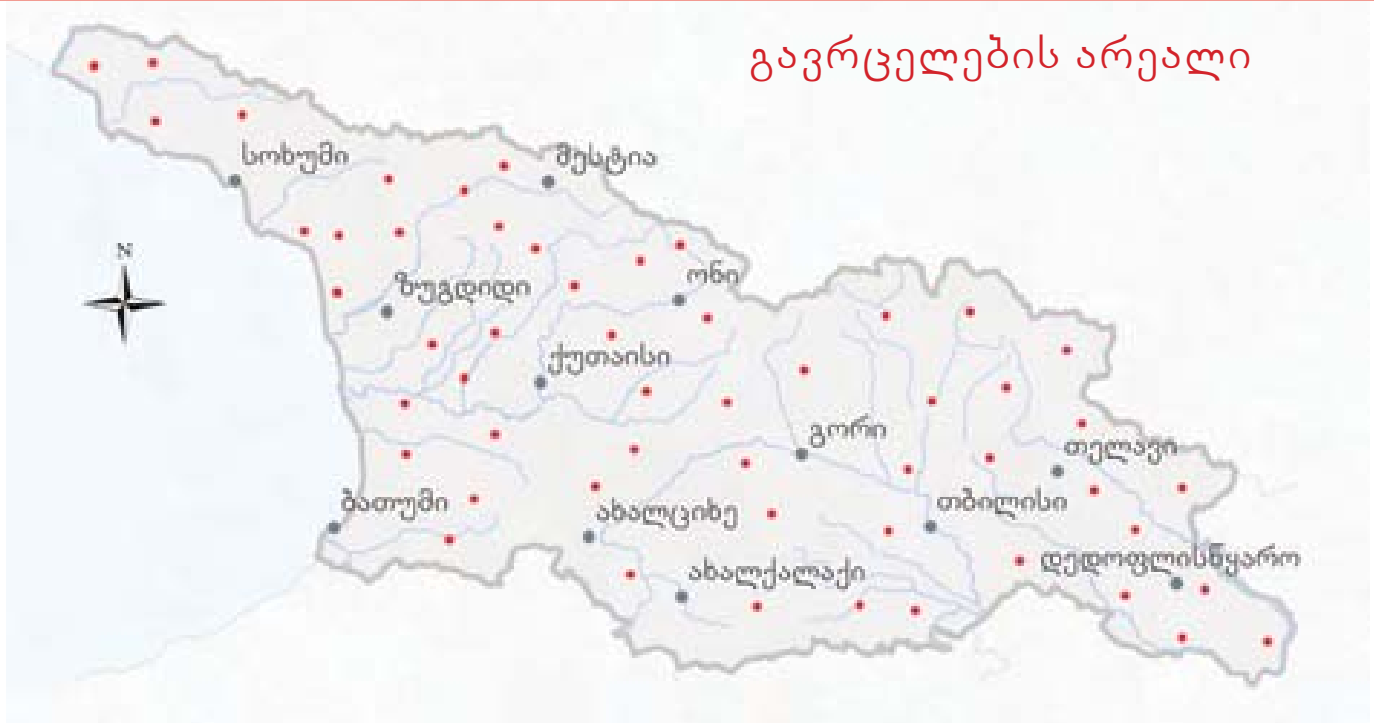 გავრცელების არეალი
სოხუმი
მესტია
N
ზუგდიდი
ონი
ქუთაისი
გორი
თელავი
ბათუმი
ახალციხე
თბილისი
ახალქალაქი
დედოფლისწყარო